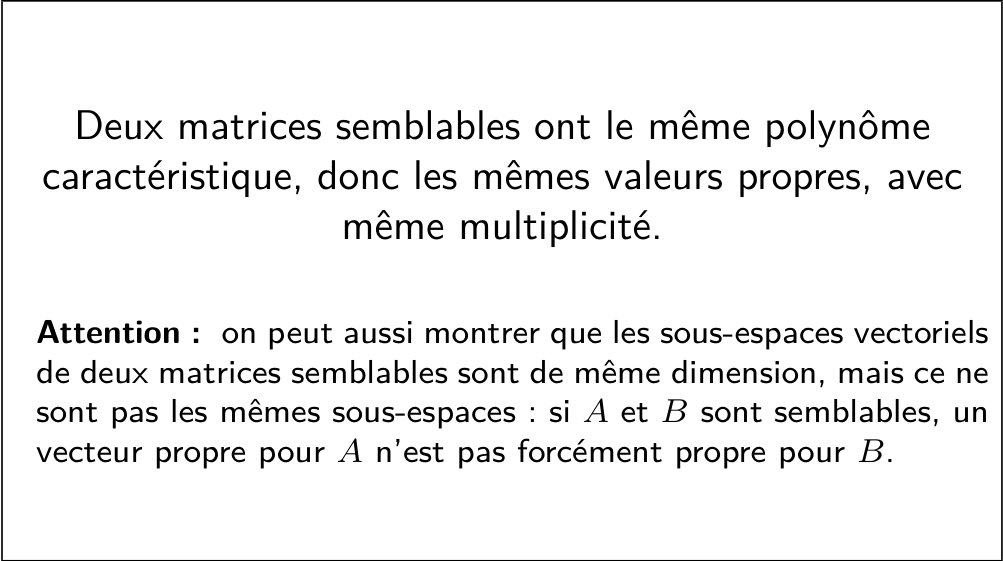 Deux matrices semblables ont le même polynôme
caractéristique, donc les mêmes valeurs propres, avec
même multiplicité.
Attention : on peut aussi montrer que les sous-espaces vectoriels
de deux matrices semblables sont de même dimension, mais ce ne
sont pas les mêmes sous-espaces : si A et B sont semblables, un
vecteur propre pour A n'est pas forcément propre pour B.